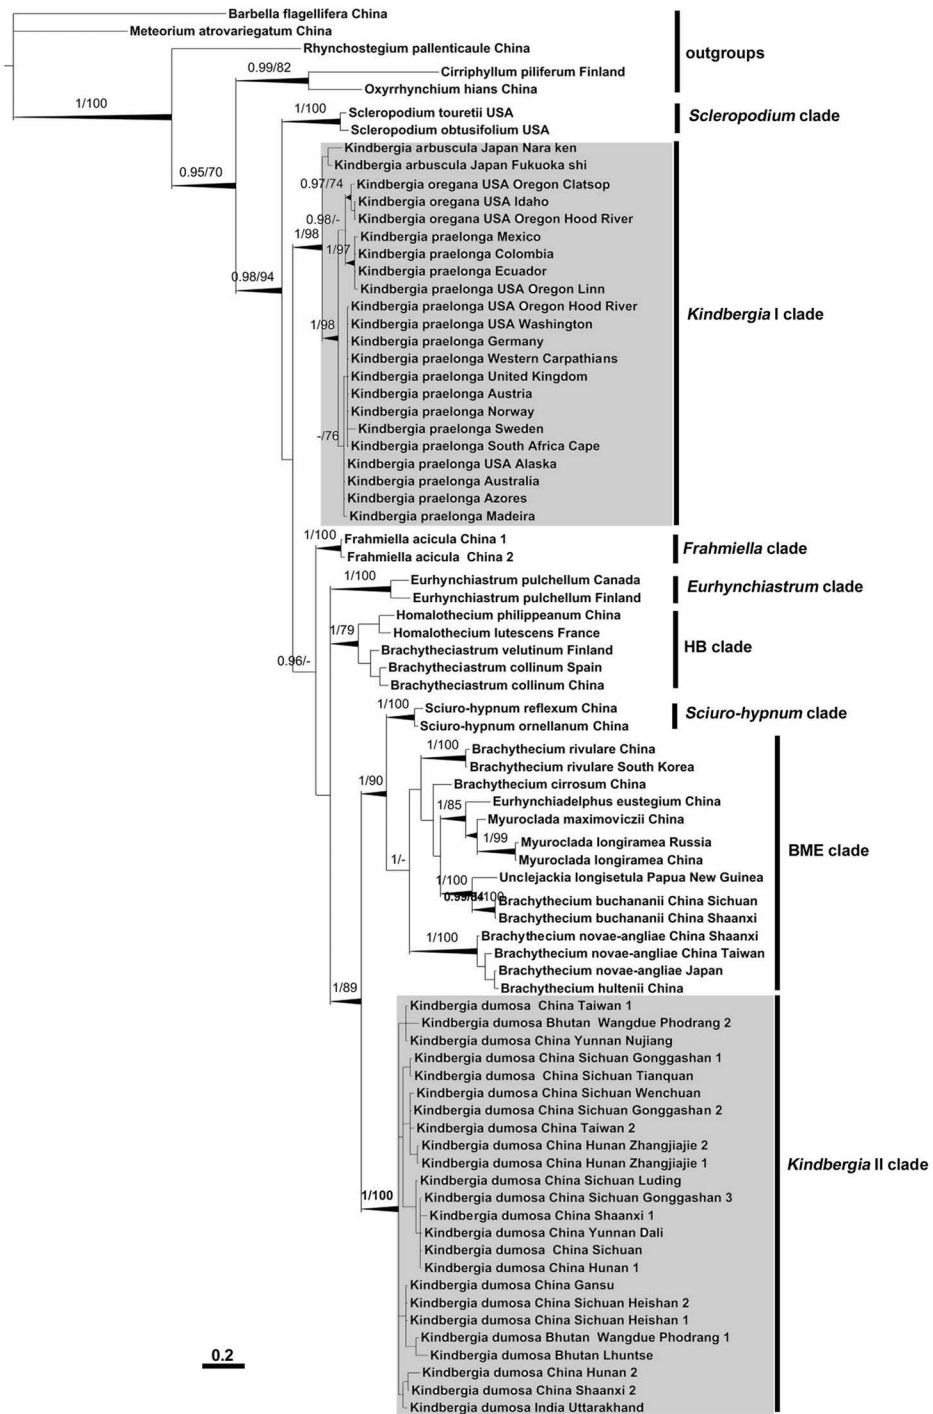 Barbella flagellifera China
Meteorium atrovariegatum China
Rhynchostegium pallenticaule China
outgroups
0.99/82
Cirriphyllum piliferum Finland
Oxyrrhynchium hians China
1/100
1/100
Scleropodium touretii USA
Scleropodium clade
Scleropodium obtusifolium USA
Kindbergia arbuscula Japan Nara ken
Kindbergia arbuscula Japan Fukuoka shi
0.95/70
0.97/74
Kindbergia oregana USA Oregon Clatsop
Kindbergia oregana USA Idaho
0.98/-
Kindbergia oregana USA Oregon Hood River
1/98
Kindbergia praelonga Mexico
1/97
Kindbergia praelonga Colombia
Kindbergia praelonga Ecuador
0.98/94
Kindbergia praelonga USA Oregon Linn
Kindbergia praelonga USA Oregon Hood River
Kindbergia I clade
1/98
Kindbergia praelonga USA Washington
Kindbergia praelonga Germany
Kindbergia praelonga Western Carpathians
Kindbergia praelonga United Kingdom
Kindbergia praelonga Austria
Kindbergia praelonga Norway
Kindbergia praelonga Sweden
-/76
Kindbergia praelonga South Africa Cape
Kindbergia praelonga USA Alaska
Kindbergia praelonga Australia
Kindbergia praelonga Azores
Kindbergia praelonga Madeira
1/100
Frahmiella acicula China 1
Frahmiella clade
Frahmiella acicula China 2
1/100
Eurhynchiastrum pulchellum Canada
Eurhynchiastrum clade
Eurhynchiastrum pulchellum Finland
Homalothecium philippeanum China
1/79
Homalothecium lutescens France
HB clade
Brachytheciastrum velutinum Finland
0.96/-
Brachytheciastrum collinum Spain
Brachytheciastrum collinum China
1/100
Sciuro-hypnum reflexum China
Sciuro-hypnum clade
Sciuro-hypnum ornellanum China
1/100
Brachythecium rivulare China
Brachythecium rivulare South Korea
1/90
Brachythecium cirrosum China
1/85
Eurhynchiadelphus eustegium China
Myuroclada maximoviczii China
1/99
Myuroclada longiramea Russia
BME clade
1/-
Myuroclada longiramea China
1/100
Unclejackia longisetula Papua New Guinea
Brachythecium buchananii China Sichuan
Brachythecium buchananii China Shaanxi
1/100
Brachythecium novae-angliae China Shaanxi
Brachythecium novae-angliae China Taiwan
Brachythecium novae-angliae Japan
1/89
Brachythecium hultenii China
Kindbergia dumosa China Taiwan 1
Kindbergia dumosa Bhutan Wangdue Phodrang 2
Kindbergia dumosa China Yunnan Nujiang
Kindbergia dumosa China Sichuan Gonggashan 1
Kindbergia dumosa China Sichuan Tianquan
Kindbergia dumosa China Sichuan Wenchuan
Kindbergia dumosa China Sichuan Gonggashan 2
Kindbergia dumosa China Taiwan 2
Kindbergia dumosa China Hunan Zhangjiajie 2
Kindbergia dumosa China Hunan Zhangjiajie 1
Kindbergia II clade
Kindbergia dumosa China Sichuan Luding
1/100
Kindbergia dumosa China Sichuan Gonggashan 3
Kindbergia dumosa China Shaanxi 1
Kindbergia dumosa China Yunnan Dali
Kindbergia dumosa China Sichuan
Kindbergia dumosa China Hunan 1
Kindbergia dumosa China Gansu
Kindbergia dumosa China Sichuan Heishan 2
Kindbergia dumosa China Sichuan Heishan 1
Kindbergia dumosa Bhutan Wangdue Phodrang 1
Kindbergia dumosa Bhutan Lhuntse
0.2
Kindbergia dumosa China Hunan 2
Kindbergia dumosa China Shaanxi 2
Kindbergia dumosa India Uttarakhand